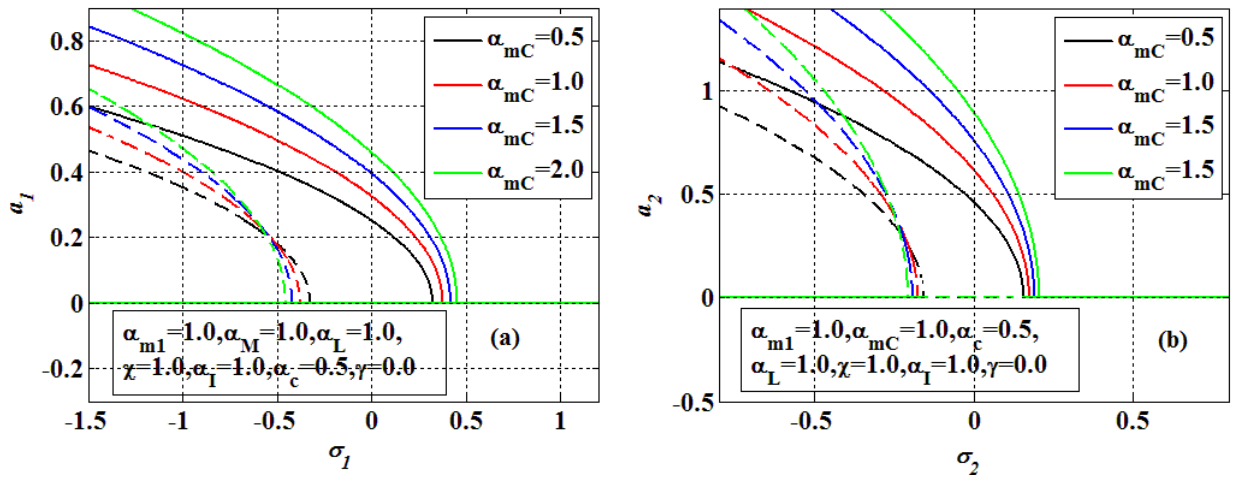 0.8
0.6
0.4
0.2
0
-0.2
-1.5
-1
-0.5
0
0.5
1
a1
σ1
αmC=0.5
αmC=1.0
αmC=1.5
αmC=2.0
αm1=1.0,αM=1.0,αL=1.0,
χ=1.0,αI=1.0,αc=0.5,γ=0.0
(a)
1
0.5
0
-0.5
-0.5
0
0.5
a2
σ2
αmC=0.5
αmC=1.0
αmC=1.5
αmC=1.5
αm1=1.0,αmC=1.0,αc=0.5,
αL=1.0,χ=1.0,αI=1.0,γ=0.0
(b)